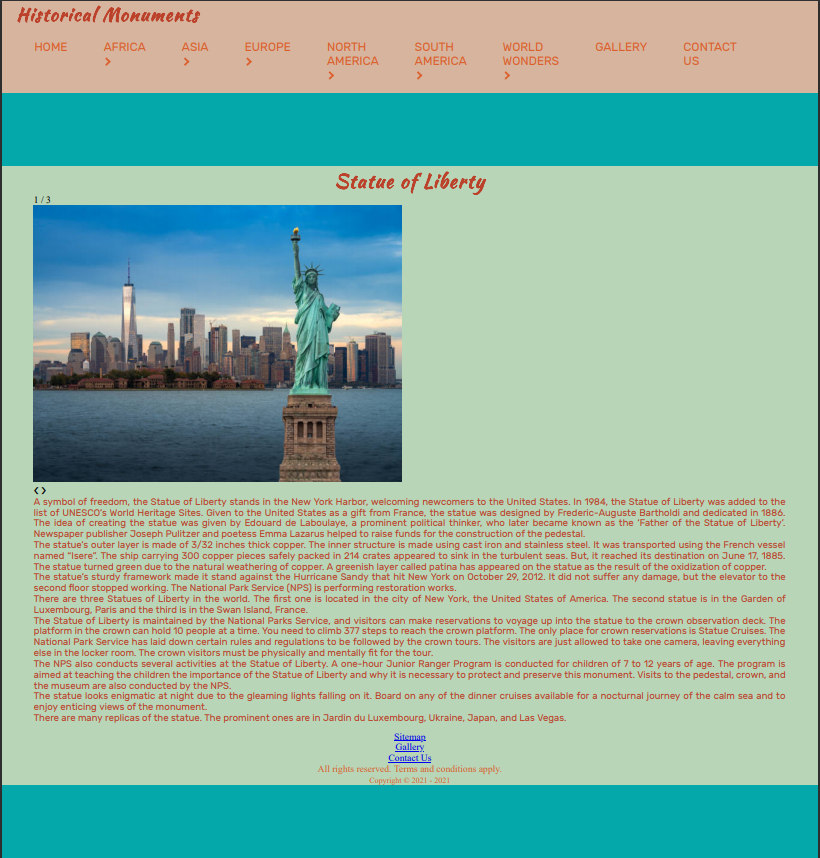 Historical Monuments
HOME AFRICA ASIA EUROPE NORTH AMERICA SOUTH AMERICA WORLD WONDERS GALLERY CONTACT US
Statue of Liberty
1 / 3
A symbol of freedom, the Statue of Liberty stands in the New York Harbor, welcoming newcomers to the United States. In 1984, the Statue of Liberty was added to the
list of UNESCO's World Heritage Sites. Given to the United States as a gift from France, the statue was designed by Frederic-Auguste Bartholdi and dedicated in 1886.
The idea of creating the statue was given by Edouard de Laboulaye, a prominent political thinker, who later became known as the 'Father of the Statue of Liberty'.
Newspaper publisher Joseph Pulitzer and poetess Emma Lazarus helped to raise funds for the construction of the pedestal.
The statue's outer layer is made of 3/32 inches thick copper. The inner structure is made using cast iron and stainless steel. It was transported using the French vessel
named "Isere". The ship carrying 300 copper pieces safely packed in 214 crates appeared to sink in the turbulent seas. But, it reached its destination on June 17, 1885.
The statue turned green due to the natural weathering of copper. A greenish layer called patina has appeared on the statue as the result of the oxidization of copper.
The statue's sturdy framework made it stand against the Hurricane Sandy that hit New York on October 29, 2012. It did not suffer any damage, but the elevator to the
second floor stopped working. The National Park Service (NPS) is performing restoration works.
There are three Statues of Liberty in the world. The first one is located in the city of New York, the United States of America. The second statue is in the Garden of
Luxembourg, Paris and the third is in the Swan Island, France.
The Statue of Liberty is maintained by the National Parks Service, and visitors can make reservations to voyage up into the statue to the crown observation deck. The
platform in the crown can hold 10 people at a time. You need to climb 377 steps to reach the crown platform. The only place for crown reservations is Statue Cruises. The
National Park Service has laid down certain rules and regulations to be followed by the crown tours. The visitors are just allowed to take one camera, leaving everything
else in the locker room. The crown visitors must be physically and mentally fit for the tour.
The NPS also conducts several activities at the Statue of Liberty. A one-hour Junior Ranger Program is conducted for children of 7 to 12 years of age. The program is
aimed at teaching the children the importance of the Statue of Liberty and why it is necessary to protect and preserve this monument. Visits to the pedestal, crown, and
the museum are also conducted by the NPS.
The statue looks enigmatic at night due to the gleaming lights falling on it. Board on any of the dinner cruises available for a nocturnal journey of the calm sea and to
enjoy enticing views of the monument.
There are many replicas of the statue. The prominent ones are in Jardin du Luxembourg, Ukraine, Japan, and Las Vegas.
Sitemap
Gallery
Contact Us
All rights reserved. Terms and conditions apply.
Copyright © 2021 - 2021